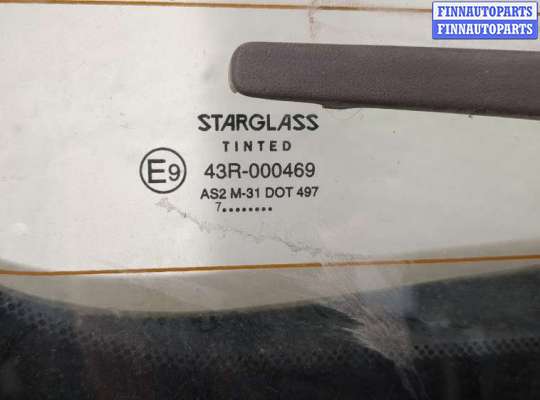 FINNAUTOPARTS
FINNAUTOPARTS
STARGLASS
TINTED
E9 43R-000469
AS2 M-31 DOT 497
7........